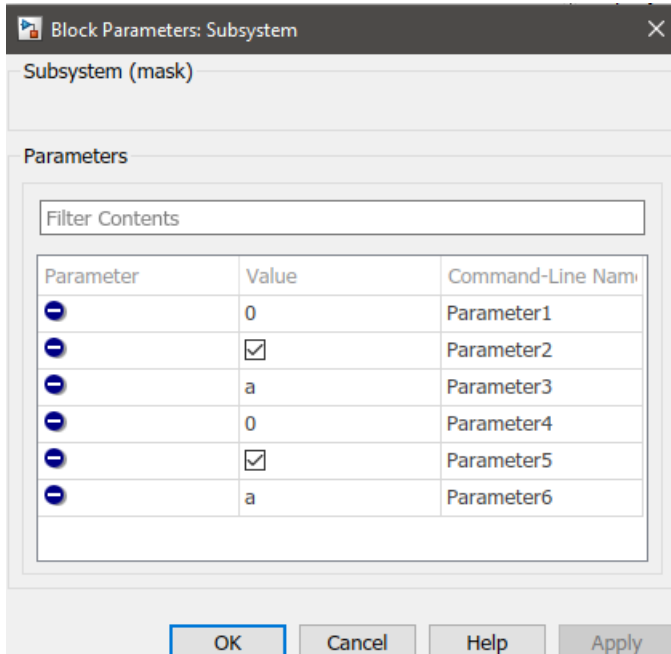 Block Parameters: Subsystem
Subsystem (mask)
Parameters
Filter Contents
Parameter Value Command-Line Nam
0 Parameter1
Parameter2
a Parameter3
0 Parameter4
Parameter5
a Parameter6
OK Cancel Help Apply